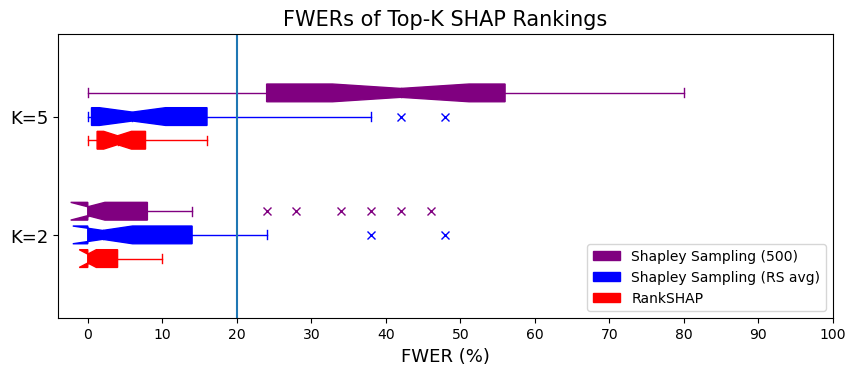 FWERs of Top-K SHAP Rankings
K=5
K=2
Shapley Sampling (500)
Shapley Sampling (RS avg)
RankSHAP
0 10 20 30 40 50 60 70 80 90 100
FWER (%)